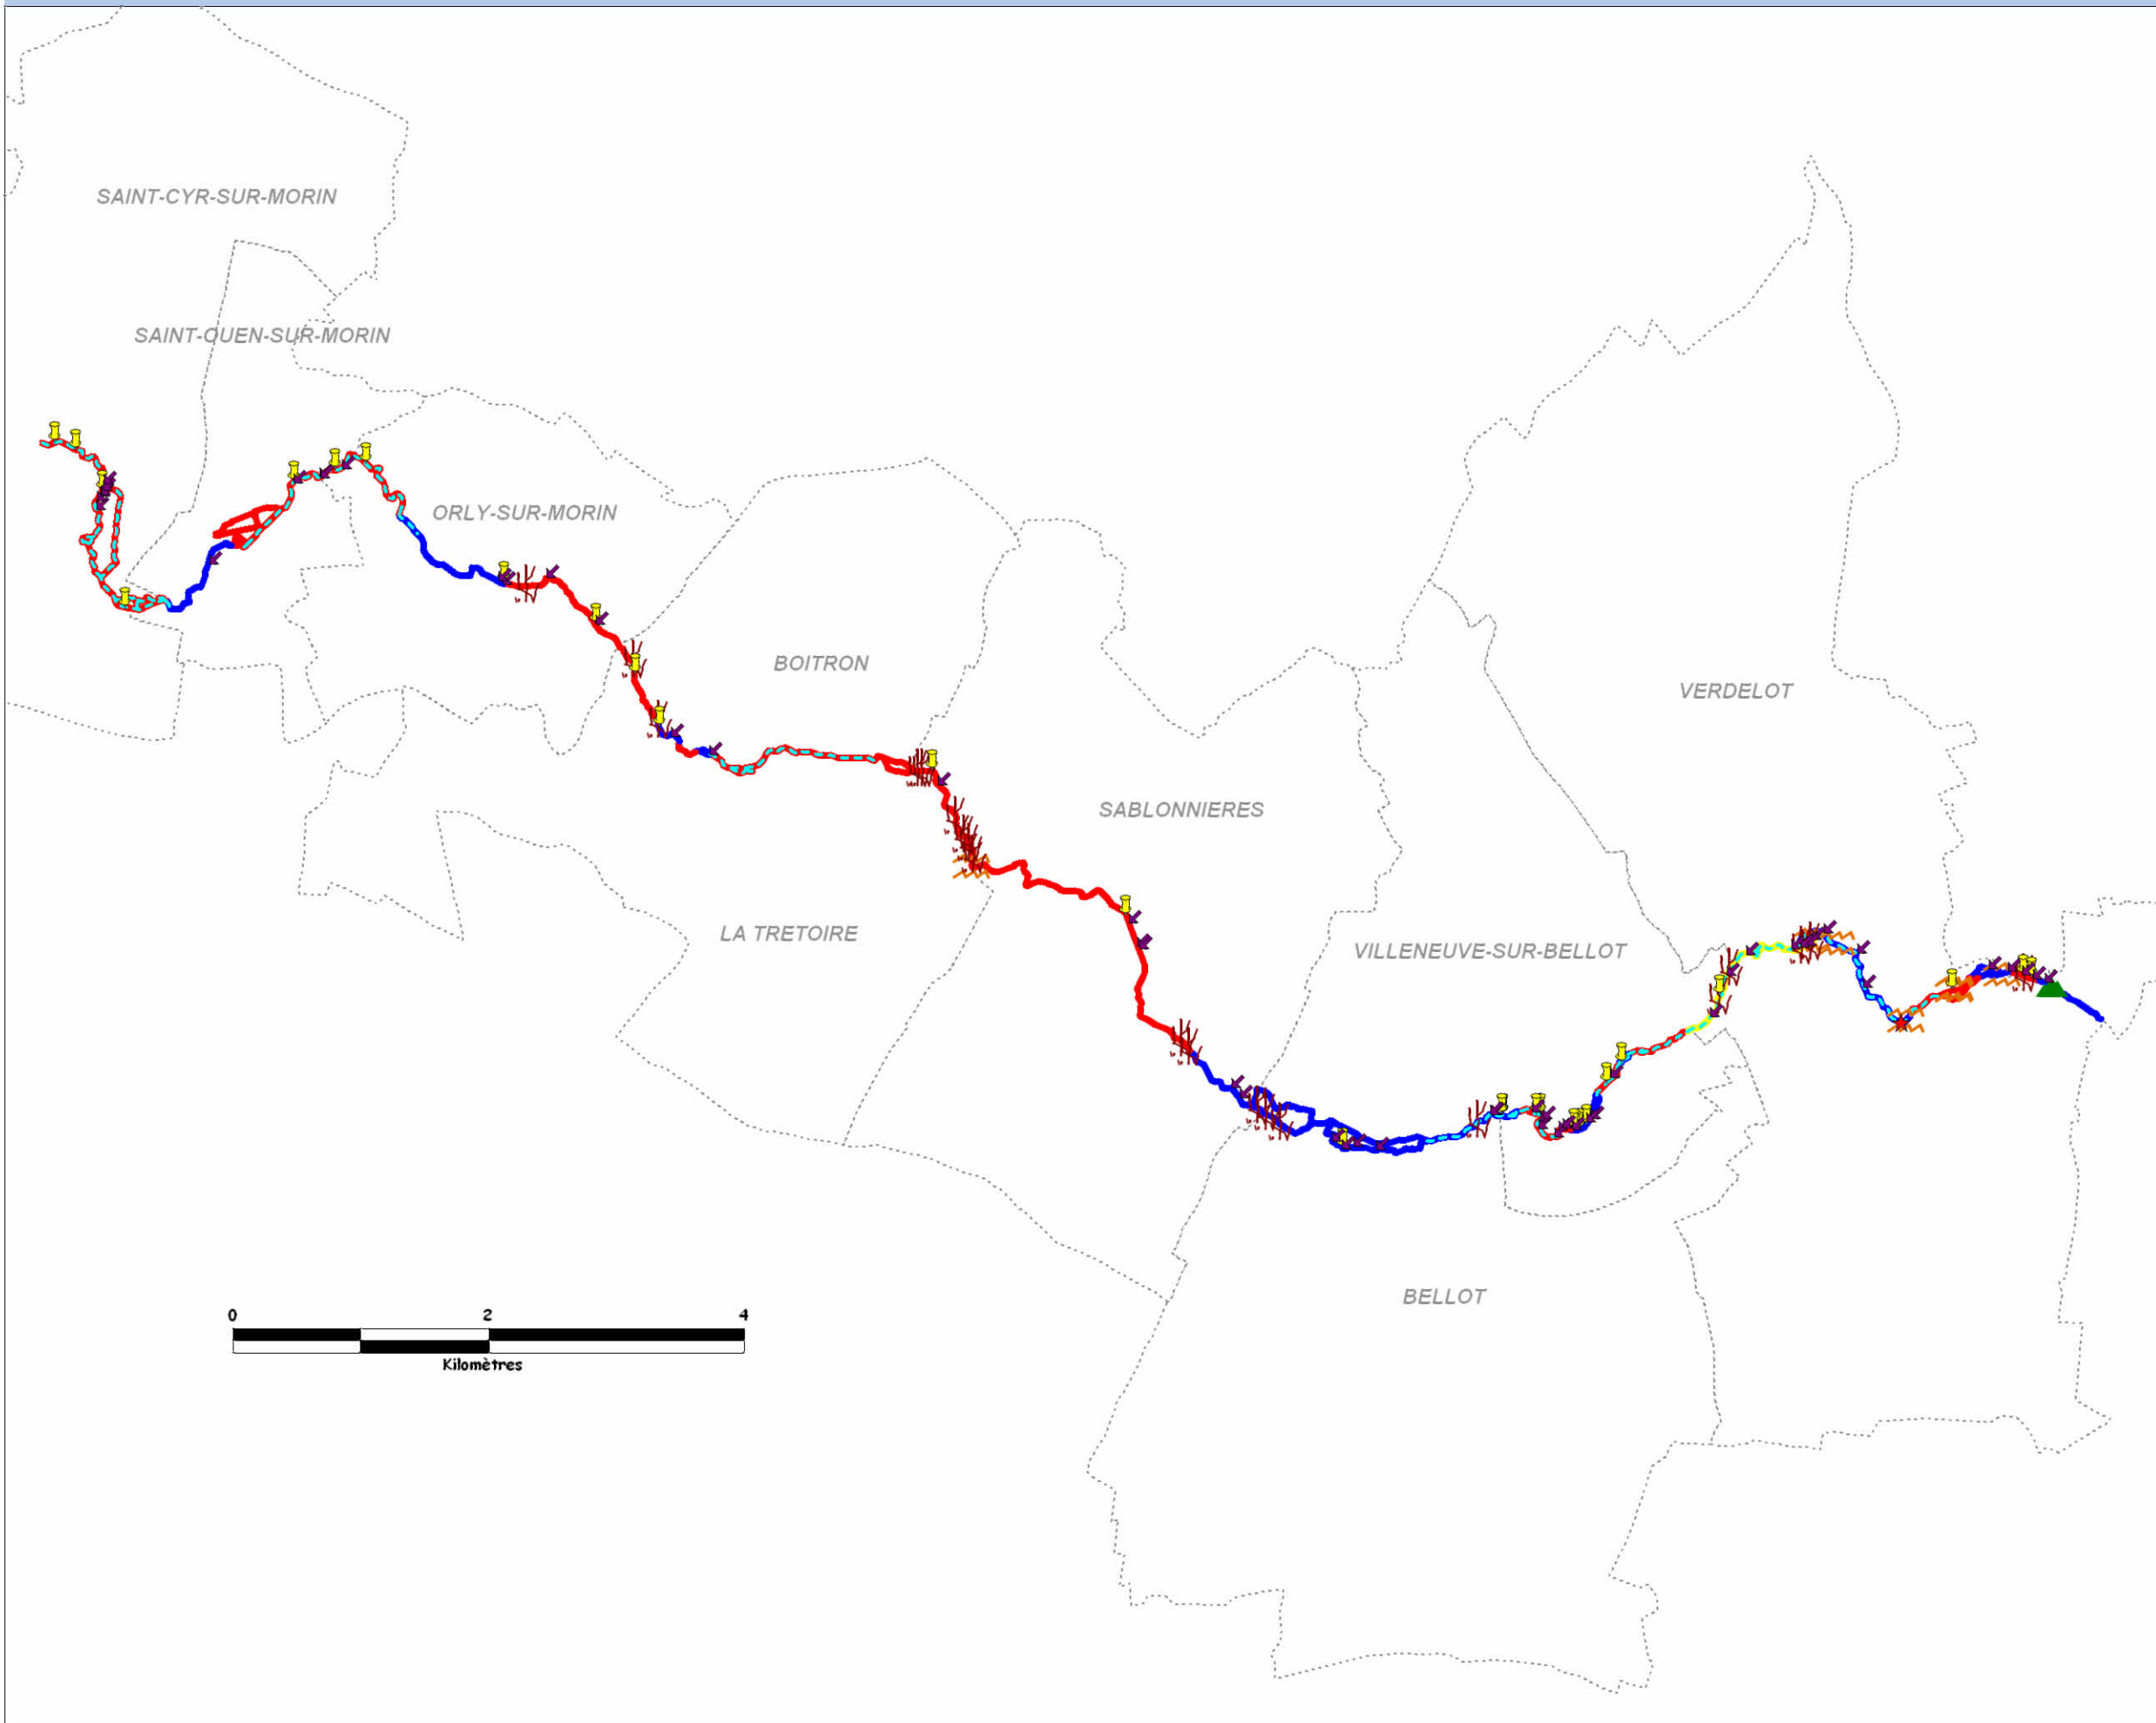 SAINT-CYR-SUR-MORIN
SAINT-OUEN-SUR-MORIN
ORLY-SUR-MORIN
BOITRON
VERDELOT
SABLONNIERES
LA TRETOIRE
VILLENEUVE-SUR-BELLOT
BELLOT
0 2 4
Kilomètres